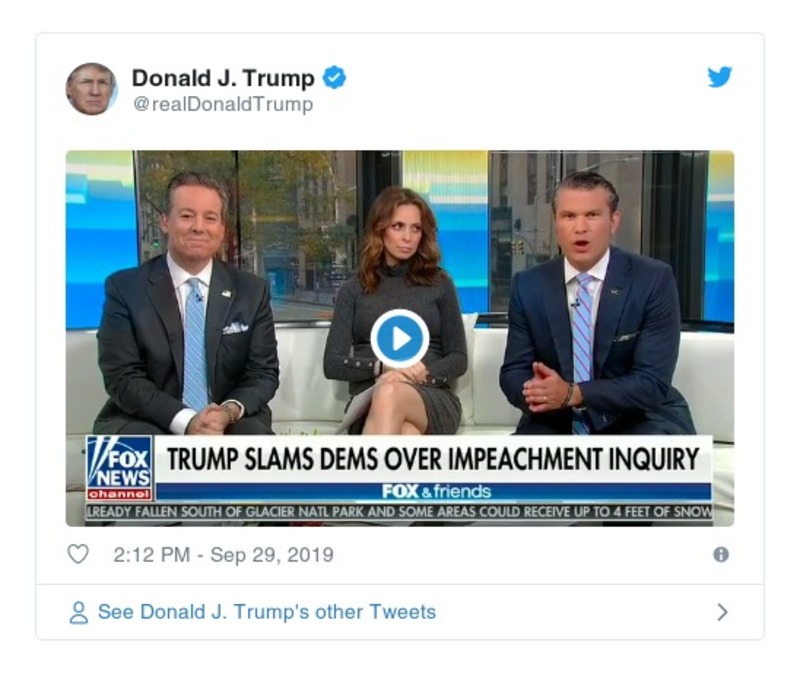 Donald J. Trump
@realDonaldTrump
FOX
NEWS
channel
TRUMP SLAMS DEMS OVER IMPEACHMENT INQUIRY
FOX & friends
LREADY FALLEN SOUTH OF GLACIER NATL PARK AND SOME AREAS COULD RECEIVE UP TO 4 FEET OF SNOW
2:12 PM - Sep 29, 2019
See Donald J. Trump's other Tweets